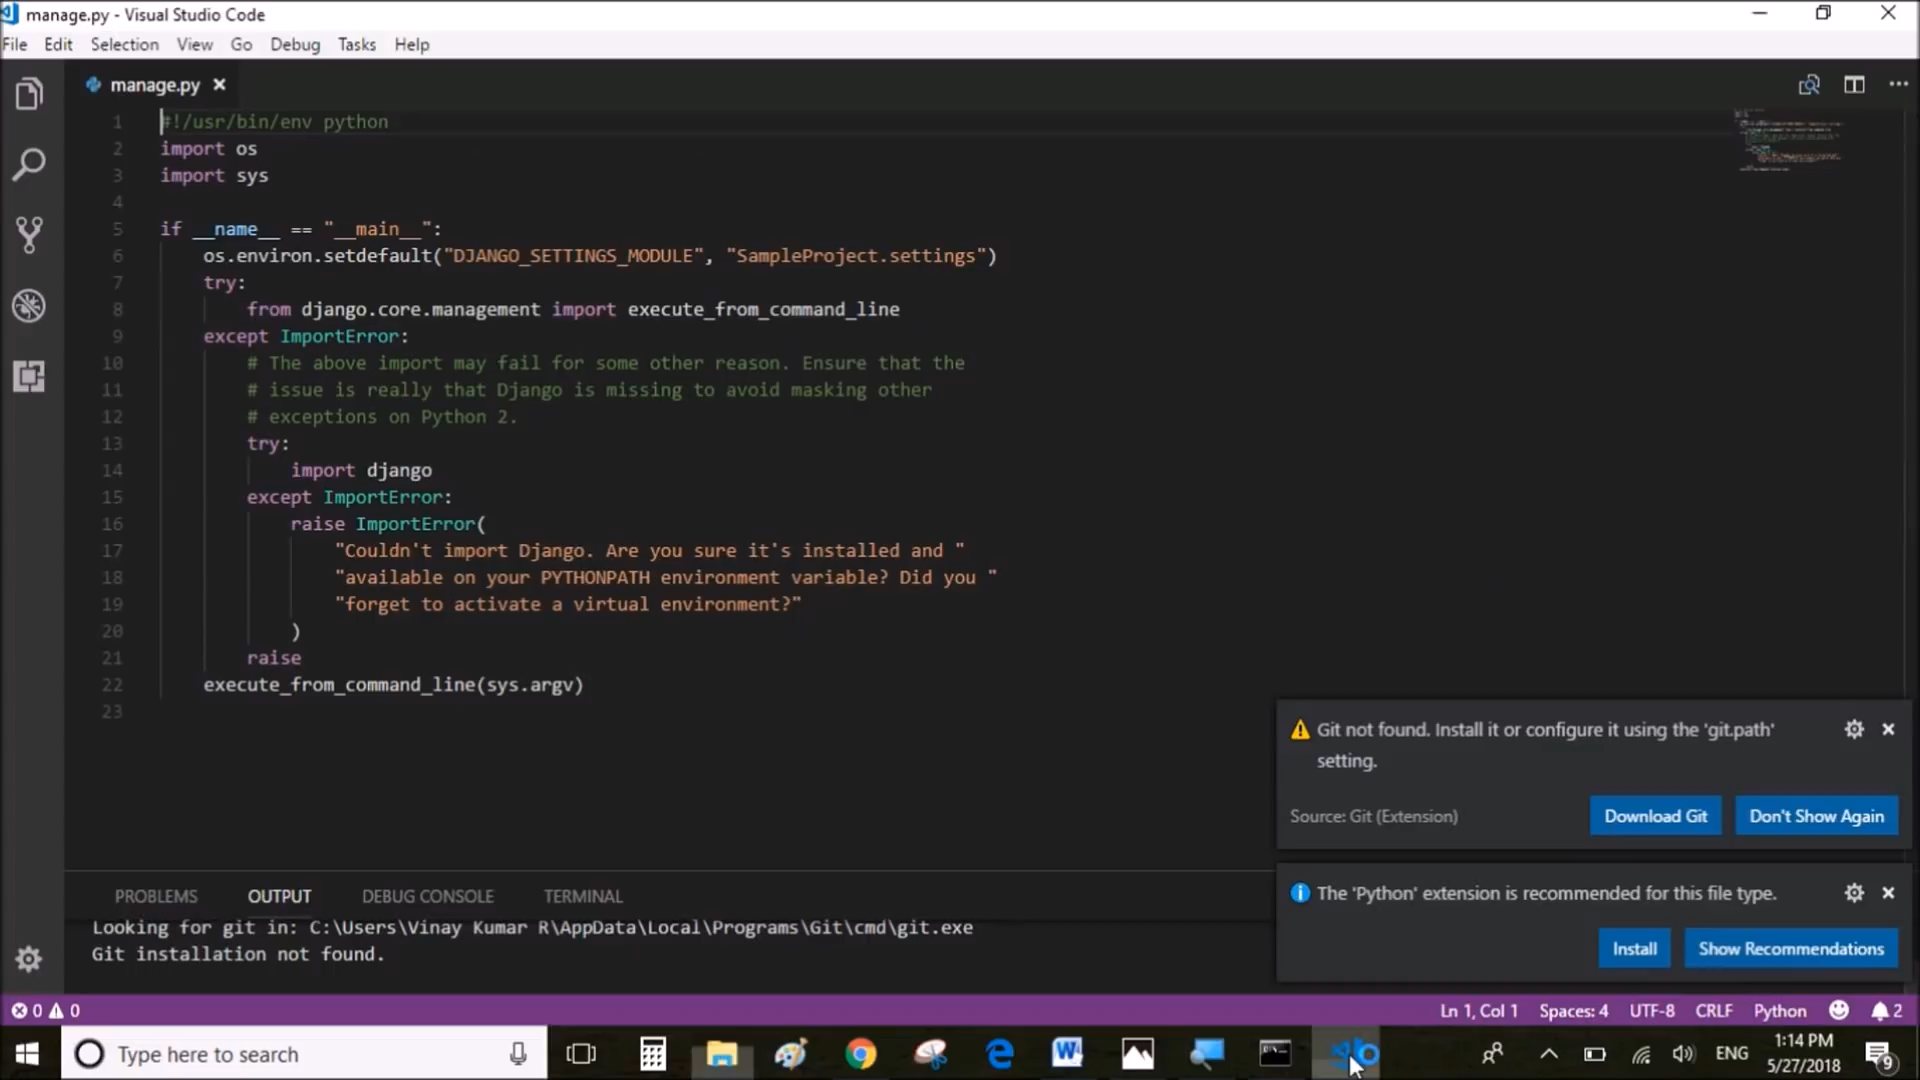 manage.py - Visual Studio Code
File Edit Selection View Go Debug Tasks Help
manage.py
1 #!/usr/bin/env python
2 import os
3 import sys
4
5 if __name__ == "__main__":
6 os.environ.setdefault("DJANGO_SETTINGS_MODULE", "SampleProject.settings")
7 try:
8 from django.core.management import execute_from_command_line
9 except ImportError:
10 # The above import may fail for some other reason. Ensure that the
11 # issue is really that Django is missing to avoid masking other
12 # exceptions on Python 2.
13 try:
14 import django
15 except ImportError:
16 raise ImportError(
17 "Couldn't import Django. Are you sure it's installed and "
18 "available on your PYTHONPATH environment variable? Did you "
19 "forget to activate a virtual environment?"
20 )
21 raise
22 execute_from_command_line(sys.argv)
23
Git not found. Install it or configure it using the 'git.path'
setting.
Source: Git (Extension) Download Git Don't Show Again
The 'Python' extension is recommended for this file type.
Install Show Recommendations
PROBLEMS OUTPUT DEBUG CONSOLE TERMINAL
Looking for git in: C:\Users\Vinay Kumar R\AppData\Local\Programs\Git\cmd\git.exe
Git installation not found.
0 0 Ln 1, Col 1 Spaces: 4 UTF-8 CRLF Python 2
Type here to search ENG 1:14 PM
5/27/2018 9